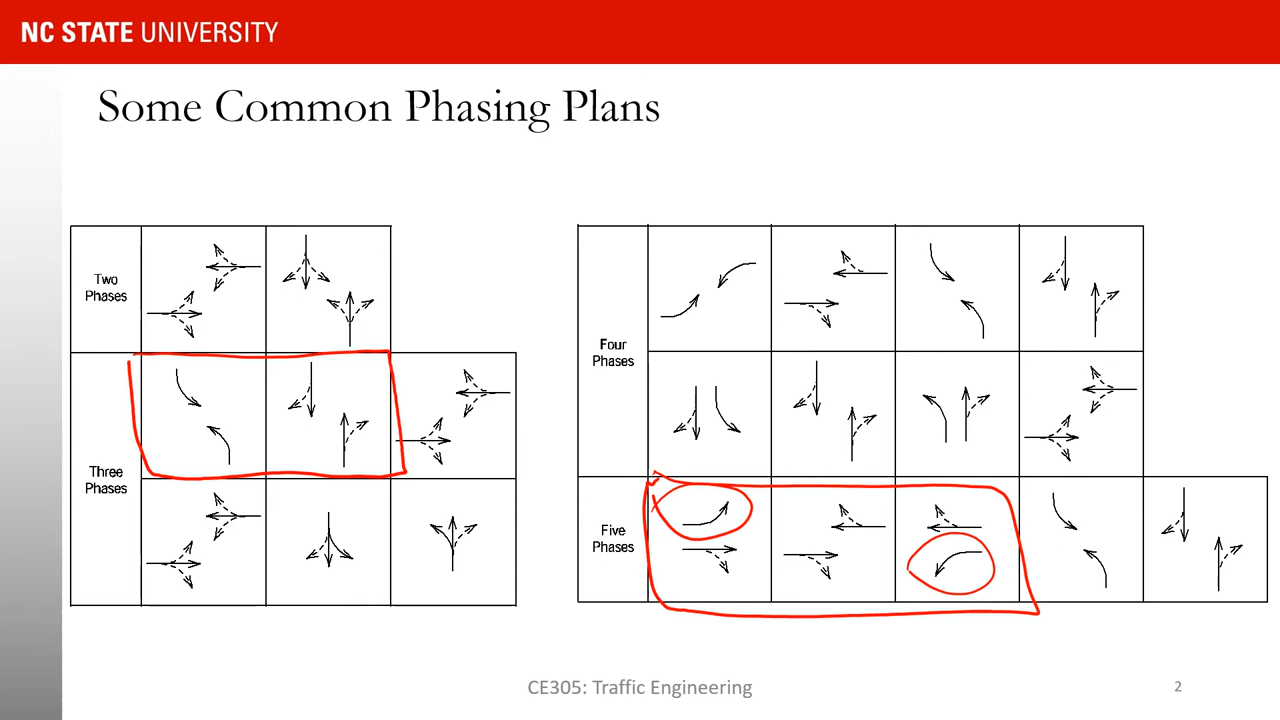 NC STATE UNIVERSITY
Some Common Phasing Plans
Two
Phases
Three
Phases
Four
Phases
Five
Phases
CE305: Traffic Engineering
2